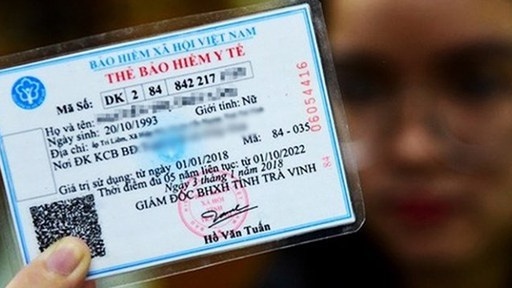 BẢO HIỂM XÃ HỘI VIỆT NAM
THẺ BẢO HIỂM Y TẾ
Mã Số: DK 2 84 842 217
Họ và tên:
Ngày sinh: 20/10/1993 Giới tính: Nữ
Địa chỉ:
Nơi ĐK KCB BĐ Mã: 84 - 035
Giá trị sử dụng: từ ngày 01/01/2018
Thời điểm đủ 05 năm liên tục: từ 01/10/2022
Ngày 3 tháng 1 năm 2018
GIÁM ĐỐC BHXH TỈNH TRÀ VINH
Hồ Văn Tuấn
06054416
84